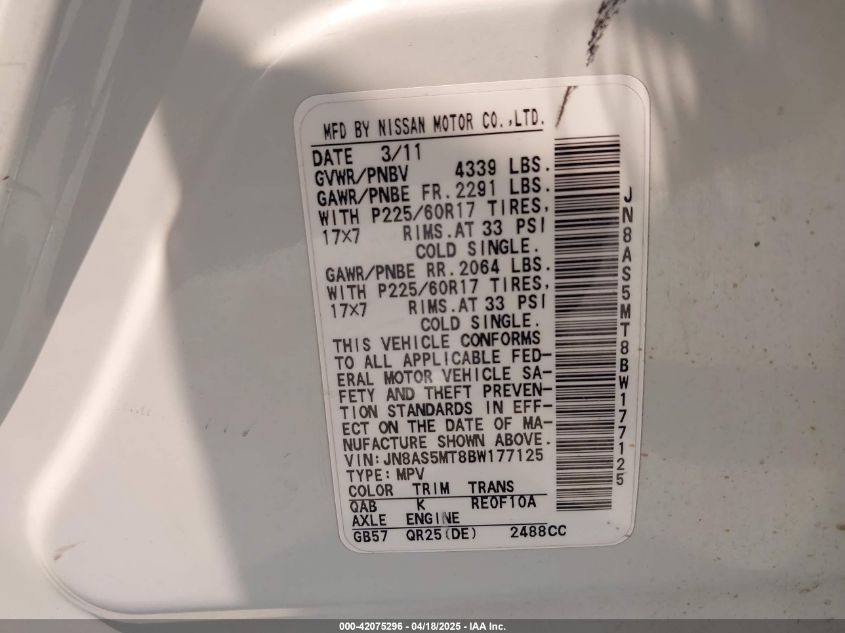 MFD BY NISSAN MOTOR CO.,LTD.
DATE 3/11
GVWR/PNBV 4339 LBS.
GAWR/PNBE FR.2291 LBS.
WITH P225/60R17 TIRES,
17×7 RIMS.AT 33 PSI
COLD SINGLE.
GAWR/PNBE RR.2064 LBS.
WITH P225/60R17 TIRES,
17×7 RIMS.AT 33 PSI
COLD SINGLE.
THIS VEHICLE CONFORMS
TO ALL APPLICABLE FED-
ERAL MOTOR VEHICLE SA-
FETY AND THEFT PREVEN-
TION STANDARDS IN EFF-
ECT ON THE DATE OF MA-
NUFACTURE SHOWN ABOVE.
VIN:JN8AS5MT8BW177125
TYPE:MPV
COLOR TRIM TRANS
QAB K RE0F10A
AXLE ENGINE
GB57 QR25(DE) 2488CC
JN8AS5MT8BW177125
000-42075296 - 04/18/2025 - IAA Inc.